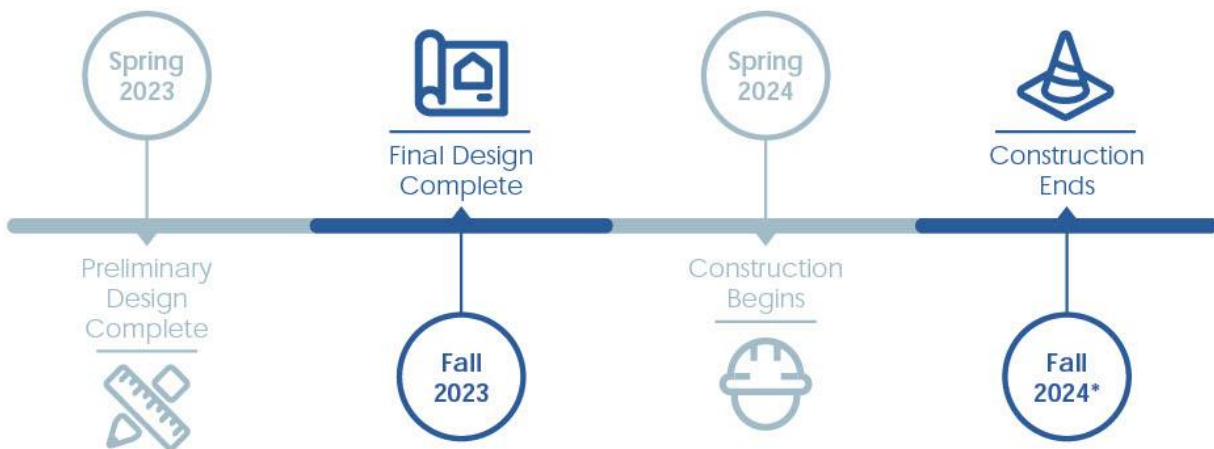 Spring
2023
Preliminary
Design
Complete
Final Design
Complete
Fall
2023
Spring
2024
Construction
Begins
Construction
Ends
Fall
2024*